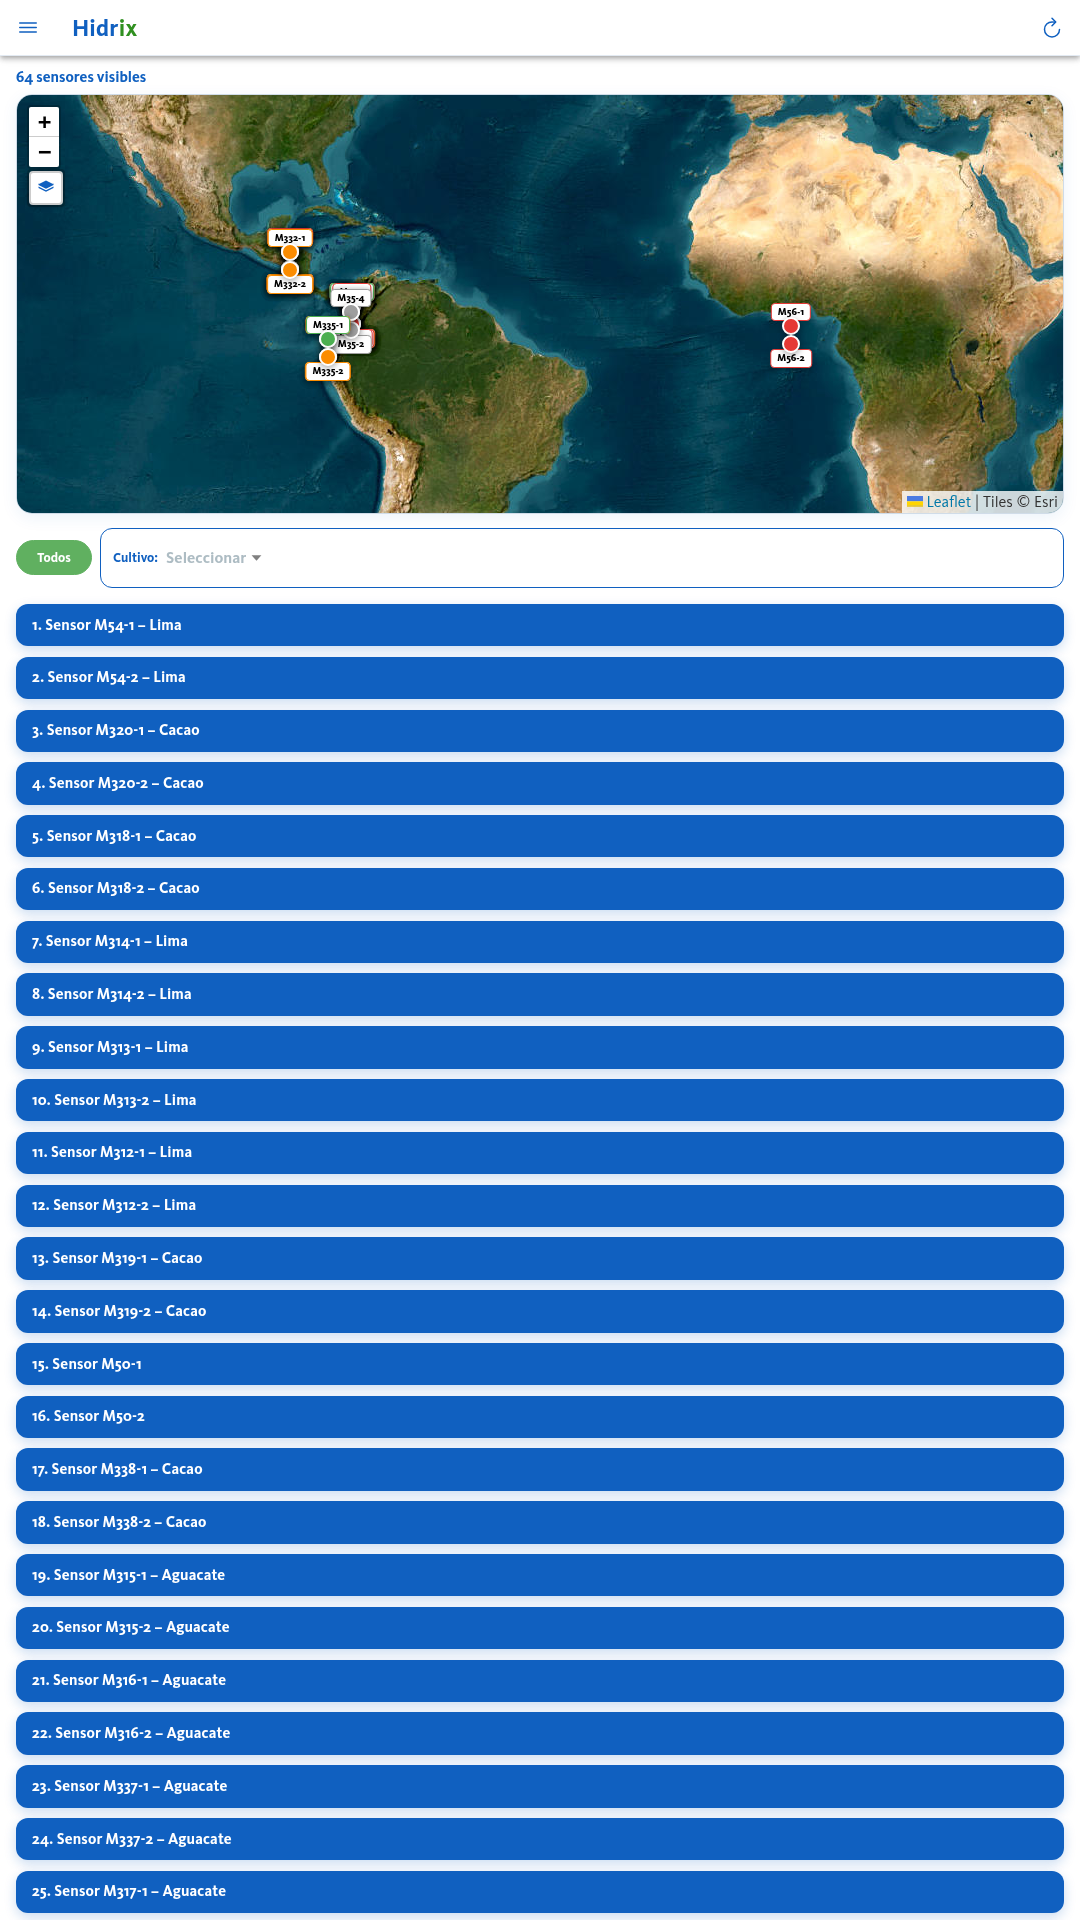 Hidrix
64 sensores visibles
+
−
M332-1
M332-2
M35-4
M335-1
M35-2
M335-2
M56-1
M56-2
Leaflet | Tiles © Esri
Todos
Cultivo: Seleccionar
1. Sensor M54-1 – Lima
2. Sensor M54-2 – Lima
3. Sensor M320-1 – Cacao
4. Sensor M320-2 – Cacao
5. Sensor M318-1 – Cacao
6. Sensor M318-2 – Cacao
7. Sensor M314-1 – Lima
8. Sensor M314-2 – Lima
9. Sensor M313-1 – Lima
10. Sensor M313-2 – Lima
11. Sensor M312-1 – Lima
12. Sensor M312-2 – Lima
13. Sensor M319-1 – Cacao
14. Sensor M319-2 – Cacao
15. Sensor M50-1
16. Sensor M50-2
17. Sensor M338-1 – Cacao
18. Sensor M338-2 – Cacao
19. Sensor M315-1 – Aguacate
20. Sensor M315-2 – Aguacate
21. Sensor M316-1 – Aguacate
22. Sensor M316-2 – Aguacate
23. Sensor M337-1 – Aguacate
24. Sensor M337-2 – Aguacate
25. Sensor M317-1 – Aguacate